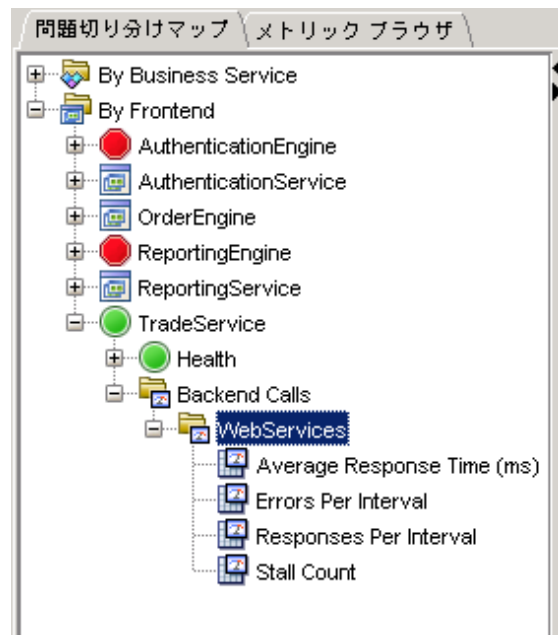 問題切り分けマップ メトリック ブラウザ
By Business Service
By Frontend
AuthenticationEngine
AuthenticationService
OrderEngine
ReportingEngine
ReportingService
TradeService
Health
Backend Calls
WebServices
Average Response Time (ms)
Errors Per Interval
Responses Per Interval
Stall Count